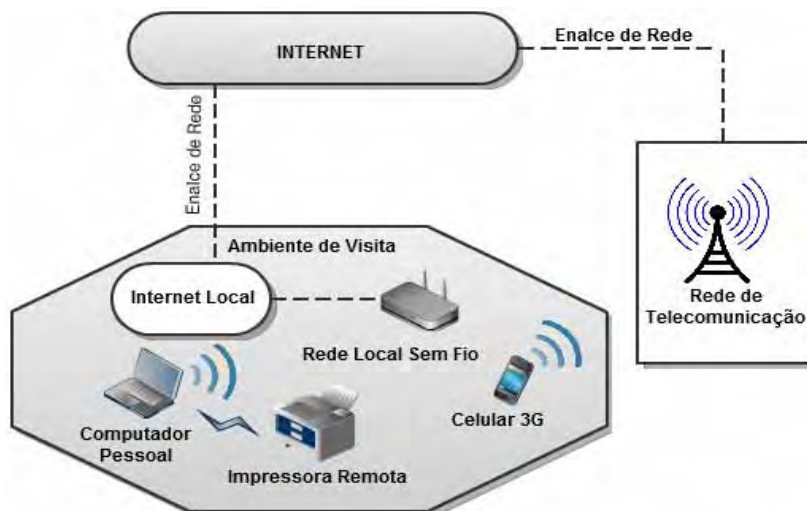 INTERNET
Enalce de Rede
Enalce de Rede
Ambiente de Visita
Internet Local
Rede Local Sem Fio
Rede de
Telecomunicação
Computador
Pessoal
Celular 3G
Impressora Remota